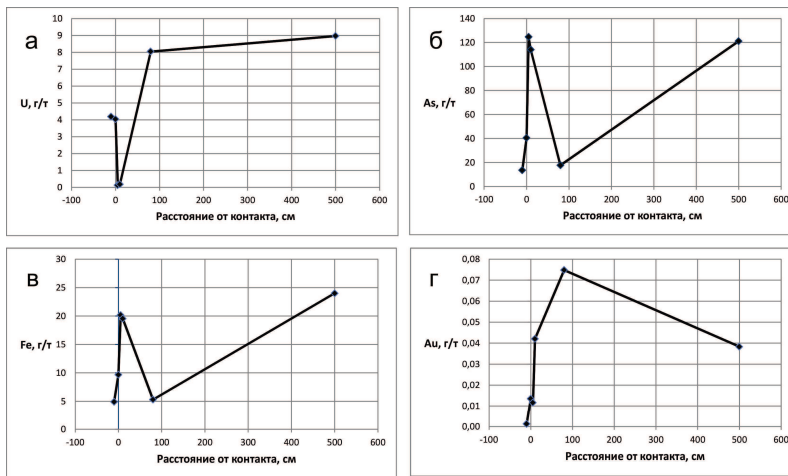 а
9
8
7
6
5
4
3
2
1
0
U, г/т
-100 0 100 200 300 400 500 600
Расстояние от контакта, см
б
140
120
100
80
60
40
20
0
As, г/т
-100 0 100 200 300 400 500 600
Расстояние от контакта, см
в
30
25
20
15
10
5
0
Fe, г/т
-100 0 100 200 300 400 500 600
Расстояние от контакта, см
г
0,08
0,07
0,06
0,05
0,04
0,03
0,02
0,01
0,00
Au, г/т
-100 0 100 200 300 400 500 600
Расстояние от контакта, см